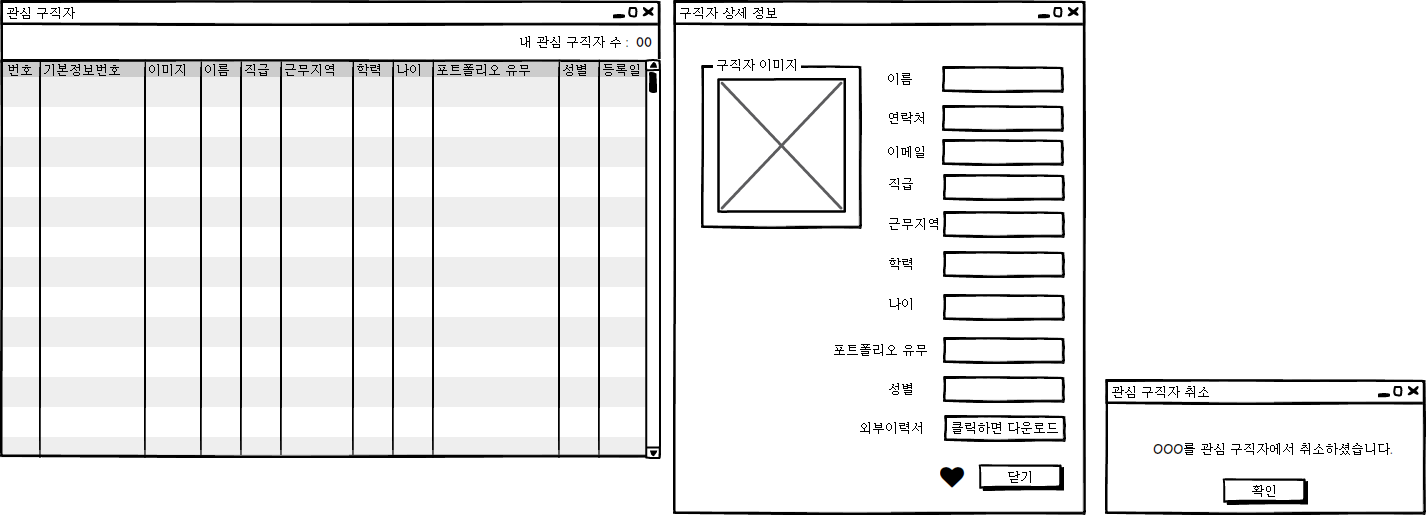 관심 구직자
내 관심 구직자 수 : 00
번호 기본정보번호 이미지 이름 직급 근무지역 학력 나이 포트폴리오 유무 성별 등록일
구직자 상세 정보
구직자 이미지
이름
연락처
이메일
직급
근무지역
학력
나이
포트폴리오 유무
성별
외부이력서 클릭하면 다운로드
닫기
관심 구직자 취소
OOO를 관심 구직자에서 취소하셨습니다.
확인